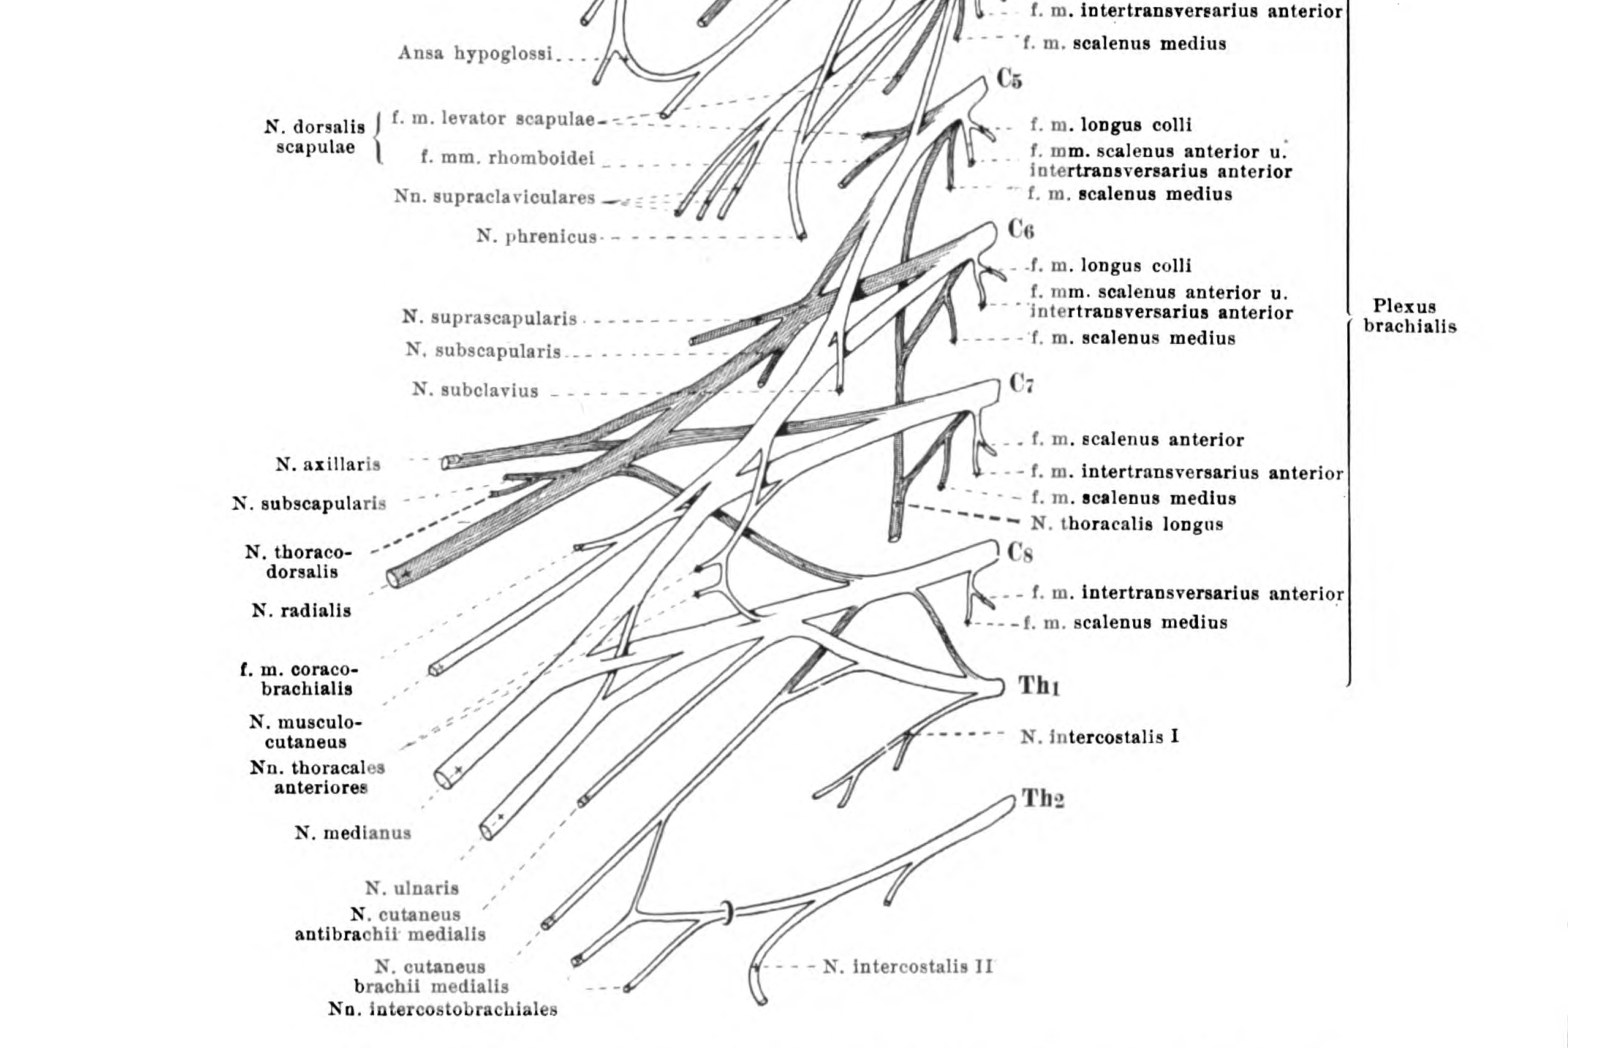 f. m. intertransversarius anterior
Ansa hypoglossi
f. m. scalenus medius
C5
N. dorsalis
scapulae
f. m. levator scapulae
f. mm. rhomboidei
f. m. longus colli
f. mm. scalenus anterior u.
intertransversarius anterior
f. m. scalenus medius
Nn. supraclaviculares
N. phrenicus
C6
f. m. longus colli
f. mm. scalenus anterior u.
intertransversarius anterior
f. m. scalenus medius
Plexus
brachialis
N. suprascapularis
N. subscapularis
N. subclavius
C7
f. m. scalenus anterior
f. m. intertransversarius anterior
f. m. scalenus medius
N. thoracalis longus
N. axillaris
N. subscapularis
N. thoraco-
dorsalis
N. radialis
C8
f. m. intertransversarius anterior
f. m. scalenus medius
f. m. coraco-
brachialis
Th1
N. musculo-
cutaneus
N. intercostalis I
Nn. thoracales
anteriores
Th2
N. medianus
N. ulnaris
N. cutaneus
antibrachii medialis
N. cutaneus
brachii medialis
N. intercostalis II
Nn. intercostobrachiales